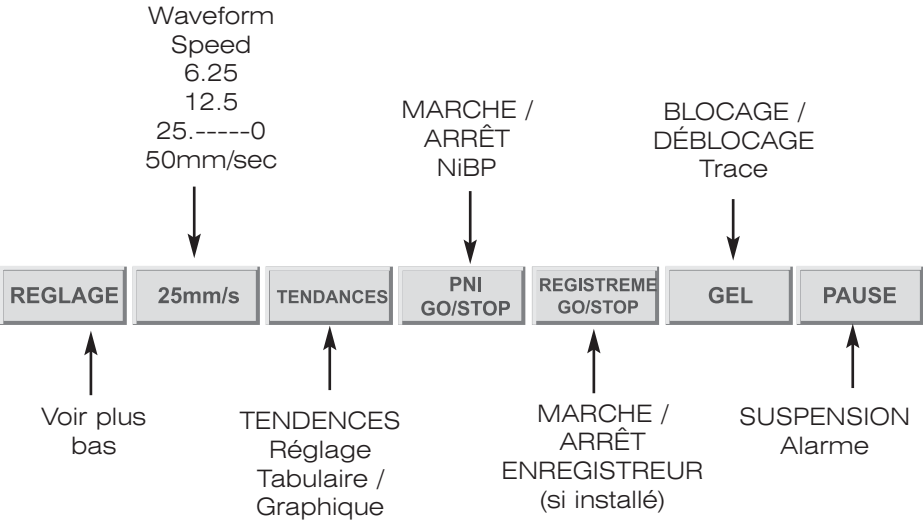 Waveform
Speed
6.25
12.5
25.-----0
50mm/sec
MARCHE /
ARRÊT
NiBP
BLOCAGE /
DÉBLOCAGE
Trace
REGLAGE
25mm/s
TENDANCES
PNI
GO/STOP
REGISTREME
GO/STOP
GEL
PAUSE
Voir plus
bas
TENDENCES
Réglage
Tabulaire /
Graphique
MARCHE /
ARRÊT
ENREGISTREUR
(si installé)
SUSPENSION
Alarme